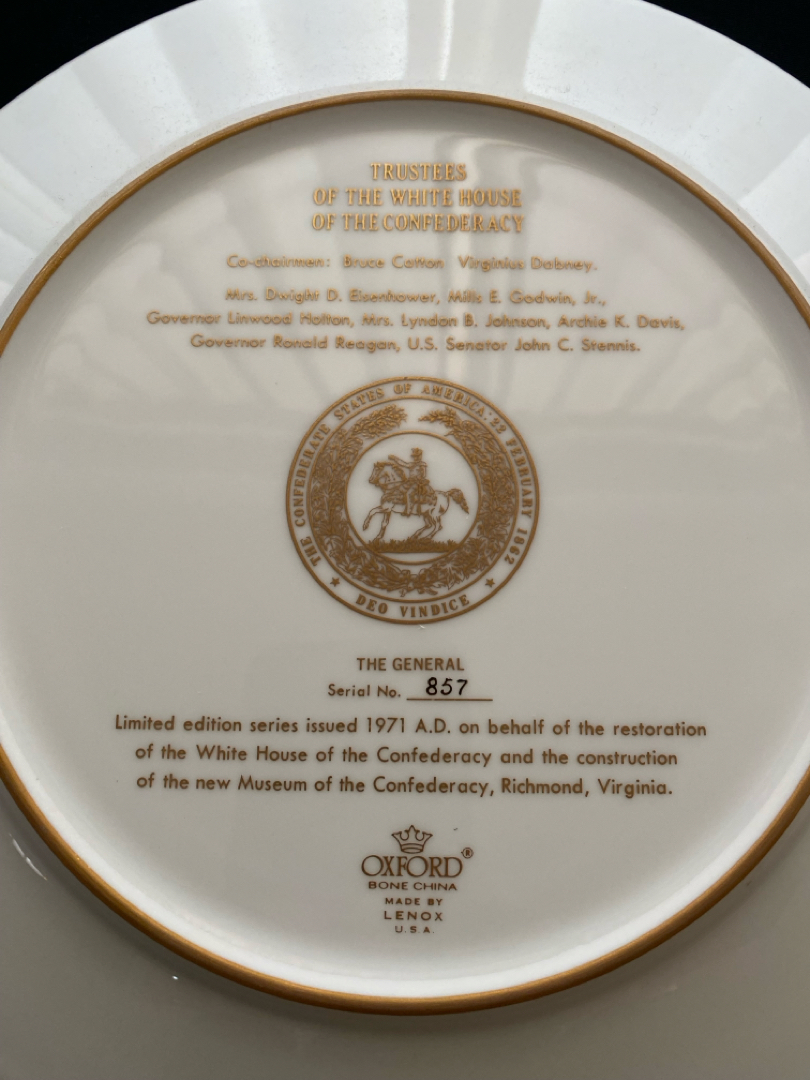 TRUSTEES
OF THE WHITE HOUSE
OF THE CONFEDERACY
Co-chairmen: Bruce Catton Virginius Dabney.
Mrs. Dwight D. Eisenhower, Mills E. Godwin, Jr.,
Governor Linwood Holton, Mrs. Lyndon B. Johnson, Archie K. Davis,
Governor Ronald Reagan, U.S. Senator John C. Stennis.
THE CONFEDERATE STATES OF AMERICA: 22 FEBRUARY 1862
★ DEO VINDICE ★
THE GENERAL
Serial No. 857
Limited edition series issued 1971 A.D. on behalf of the restoration
of the White House of the Confederacy and the construction
of the new Museum of the Confederacy, Richmond, Virginia.
OXFORD®
BONE CHINA
MADE BY
LENOX
U.S.A.